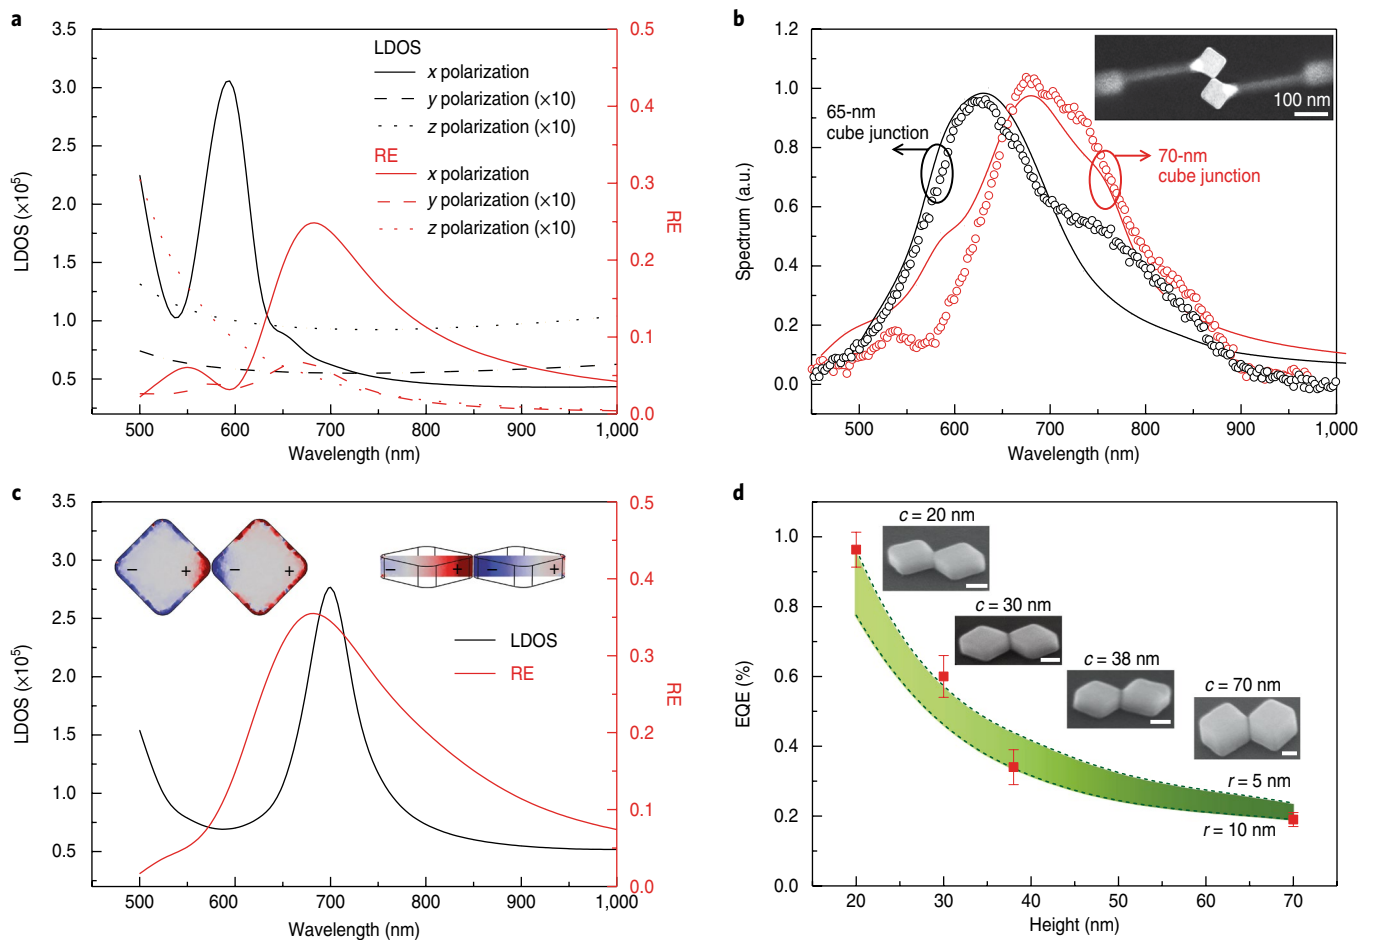 a
3.5
3.0
2.5
2.0
1.5
1.0
0.5
LDOS (×10⁵)
500
600
700
800
900
1,000
Wavelength (nm)
0.5
0.4
0.3
0.2
0.1
0.0
RE
LDOS
x polarization
y polarization (×10)
z polarization (×10)
RE
x polarization
y polarization (×10)
z polarization (×10)
b
1.2
1.0
0.8
0.6
0.4
0.2
0.0
Spectrum (a.u.)
500
600
700
800
900
1,000
Wavelength (nm)
65-nm
cube junction
70-nm
cube junction
100 nm
c
3.5
3.0
2.5
2.0
1.5
1.0
0.5
LDOS (×10⁵)
500
600
700
800
900
1,000
Wavelength (nm)
0.5
0.4
0.3
0.2
0.1
0.0
RE
− + − +
− + − +
LDOS
RE
d
1.0
0.8
0.6
0.4
0.2
0.0
EQE (%)
20
30
40
50
60
70
Height (nm)
c = 20 nm
c = 30 nm
c = 38 nm
c = 70 nm
r = 5 nm
r = 10 nm